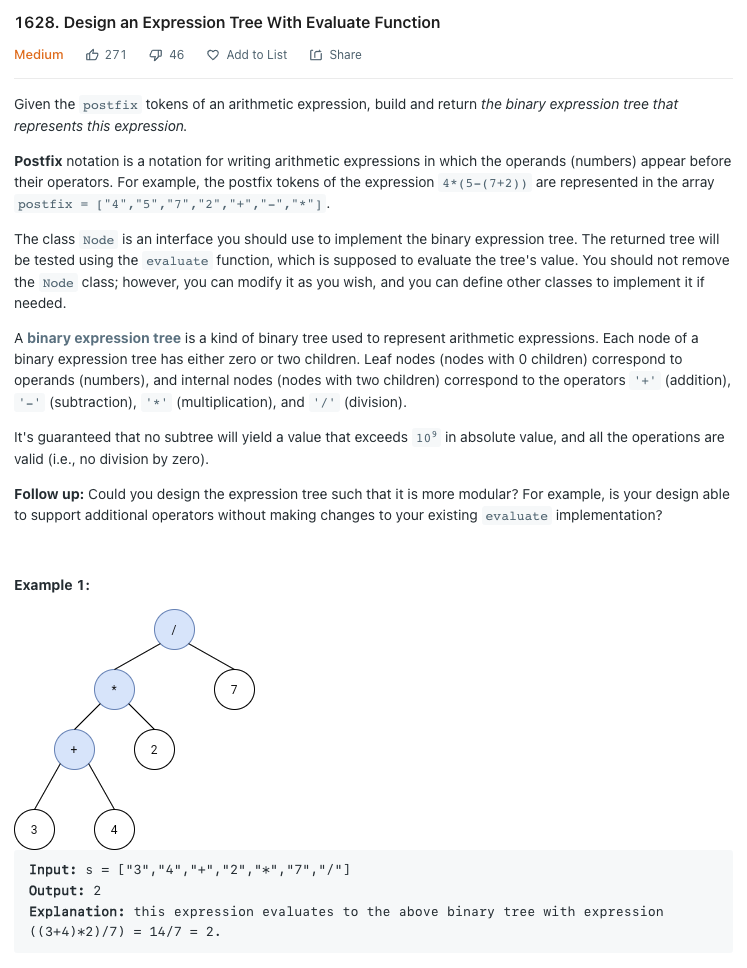 1628. Design an Expression Tree With Evaluate Function
Medium 271 46 Add to List Share
Given the postfix tokens of an arithmetic expression, build and return the binary expression tree that
represents this expression.
Postfix notation is a notation for writing arithmetic expressions in which the operands (numbers) appear before
their operators. For example, the postfix tokens of the expression 4*(5-(7+2)) are represented in the array
postfix = ["4","5","7","2","+","-","*"].
The class Node is an interface you should use to implement the binary expression tree. The returned tree will
be tested using the evaluate function, which is supposed to evaluate the tree's value. You should not remove
the Node class; however, you can modify it as you wish, and you can define other classes to implement it if
needed.
A binary expression tree is a kind of binary tree used to represent arithmetic expressions. Each node of a
binary expression tree has either zero or two children. Leaf nodes (nodes with 0 children) correspond to
operands (numbers), and internal nodes (nodes with two children) correspond to the operators '+' (addition),
'-' (subtraction), '*' (multiplication), and '/' (division).
It's guaranteed that no subtree will yield a value that exceeds 10⁹ in absolute value, and all the operations are
valid (i.e., no division by zero).
Follow up: Could you design the expression tree such that it is more modular? For example, is your design able
to support additional operators without making changes to your existing evaluate implementation?
Example 1:
/
* 7
+ 2
3 4
Input: s = ["3","4","+","2","*","7","/"]
Output: 2
Explanation: this expression evaluates to the above binary tree with expression
((3+4)*2)/7) = 14/7 = 2.